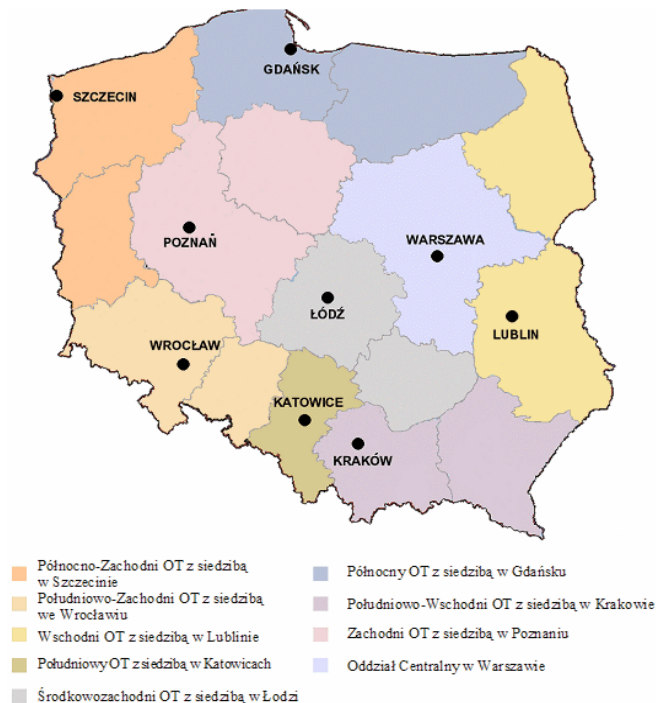 GDAŃSK
SZCZECIN
POZNAŃ
WARSZAWA
ŁÓDŹ
LUBLIN
WROCŁAW
KATOWICE
KRAKÓW
Północno-Zachodni OT z siedzibą
w Szczecinie
Południowo-Zachodni OT z siedzibą
we Wrocławiu
Wschodni OT z siedzibą w Lublinie
Południowy OT z siedzibą w Katowicach
Środkowozachodni OT z siedzibą w Łodzi
Północny OT z siedzibą w Gdańsku
Południowo-Wschodni OT z siedzibą w Krakowie
Zachodni OT z siedzibą w Poznaniu
Oddział Centralny w Warszawie